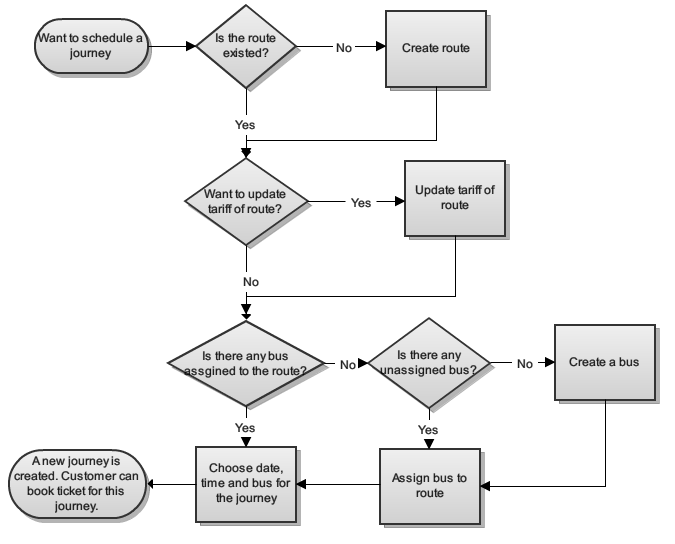 Want to schedule a
journey
Is the route
existed?
No
Create route
Yes
Want to update
tariff of route?
Yes
Update tariff of
route
No
Is there any bus
assgined to the route?
No
Is there any
unassigned bus?
No
Create a bus
Yes
Yes
A new journey is
created. Customer can
book ticket for this
journey.
Choose date,
time and bus for
the journey
Assign bus to
route